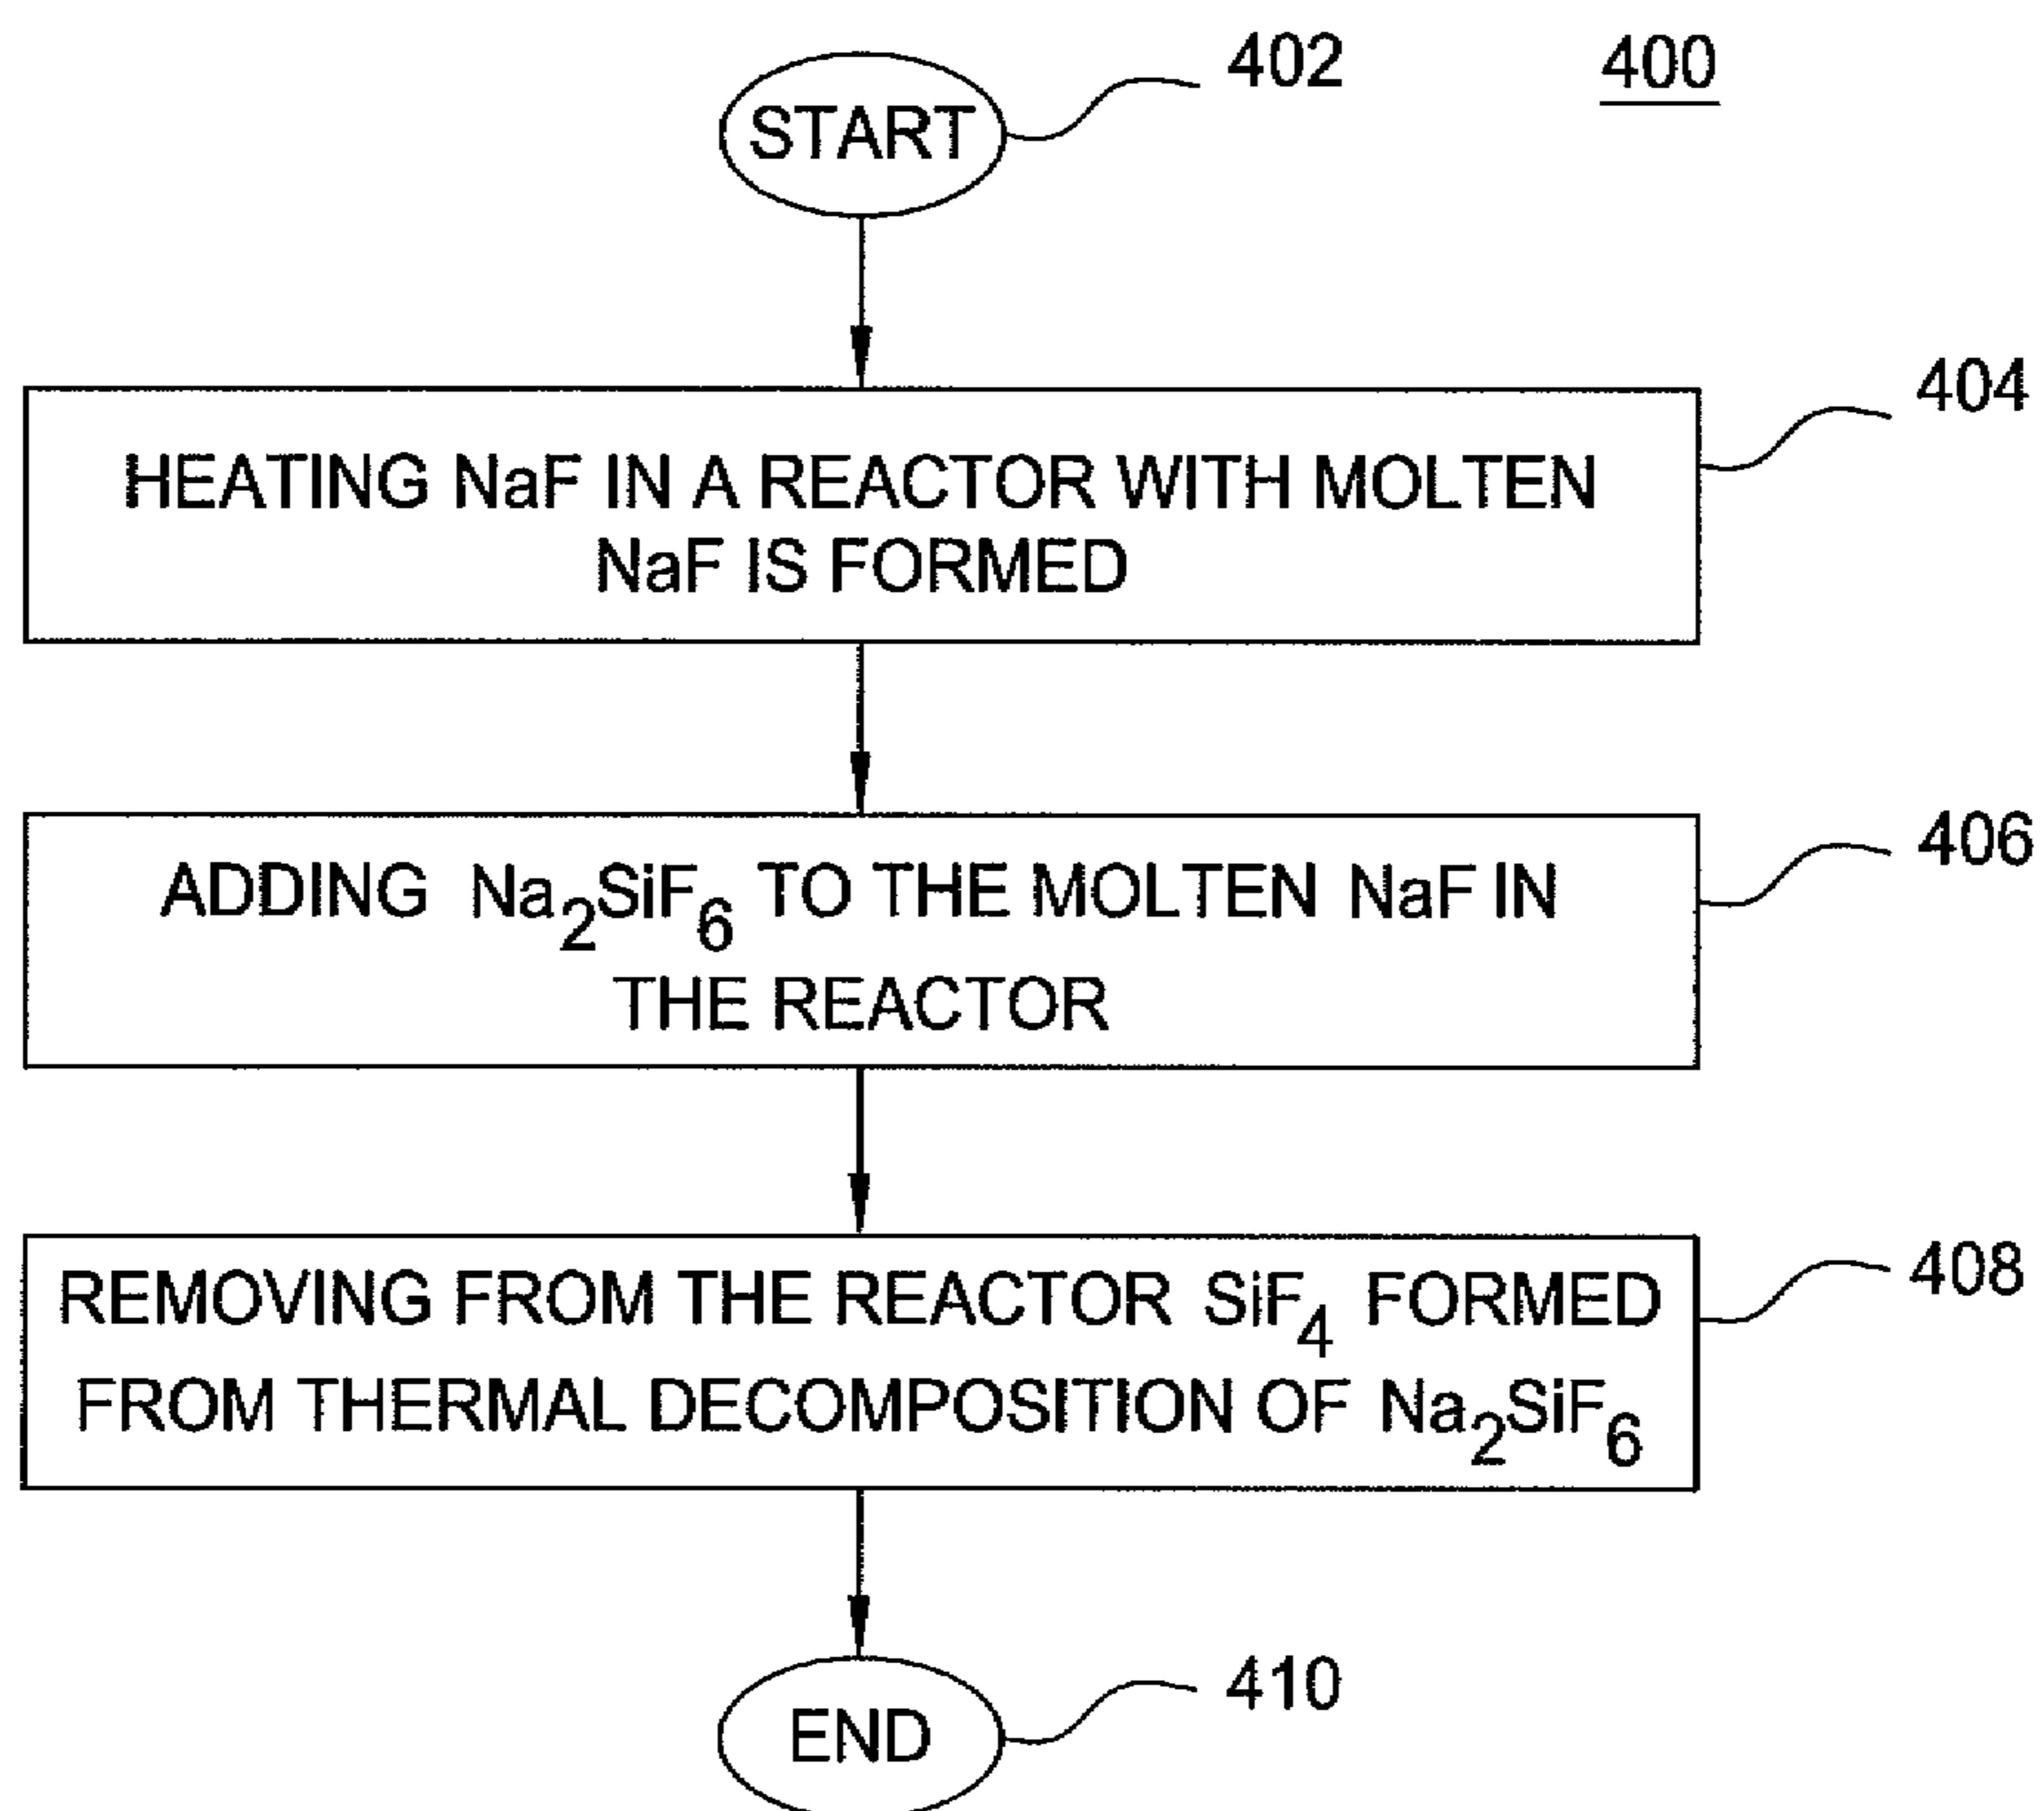 402
400
START
404
HEATING NaF IN A REACTOR WITH MOLTEN
NaF IS FORMED
406
ADDING Na2SiF6 TO THE MOLTEN NaF IN
THE REACTOR
408
REMOVING FROM THE REACTOR SiF4 FORMED
FROM THERMAL DECOMPOSITION OF Na2SiF6
410
END